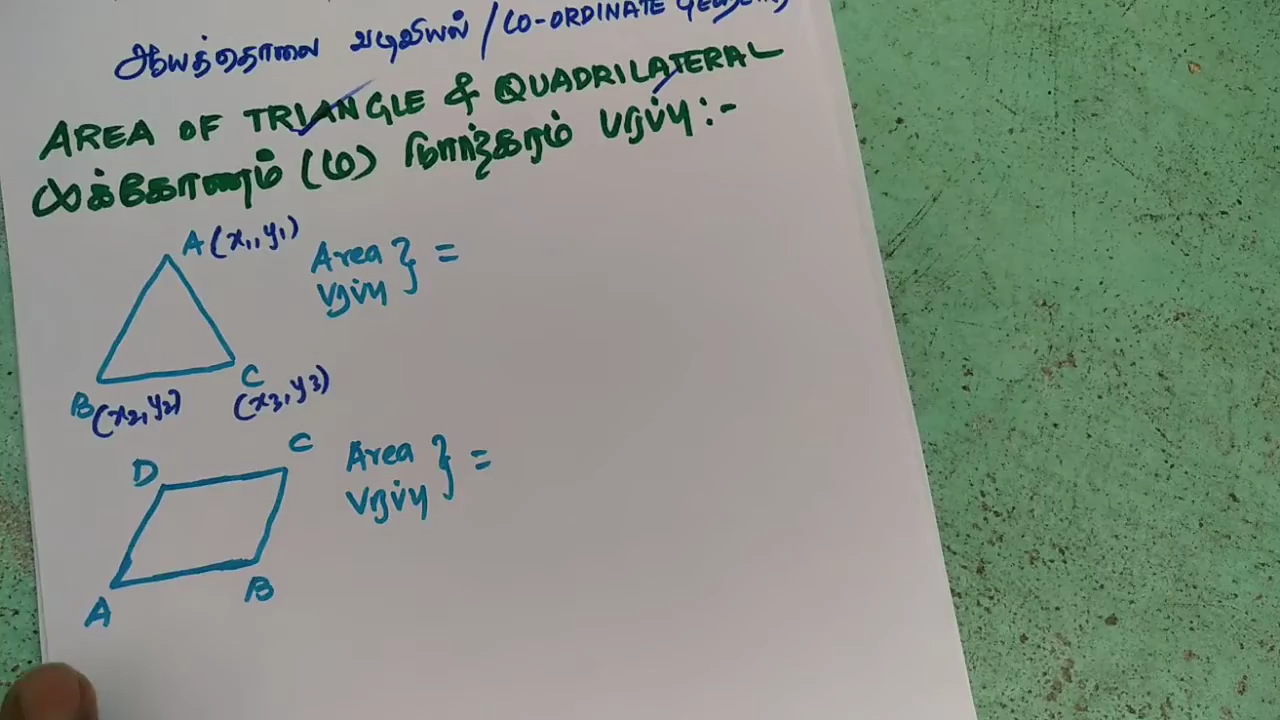 ஆயத்தொலை வடிவியல் / CO-ORDINATE
AREA OF TRIANGLE & QUADRILATERAL
முக்கோணம் (ம) நாற்கரம் பரப்பு :-
A (x1, y1)
Area } =
பரப்பு
B (x2, y2)
C (x3, y3)
D
C
Area } =
பரப்பு
A
B